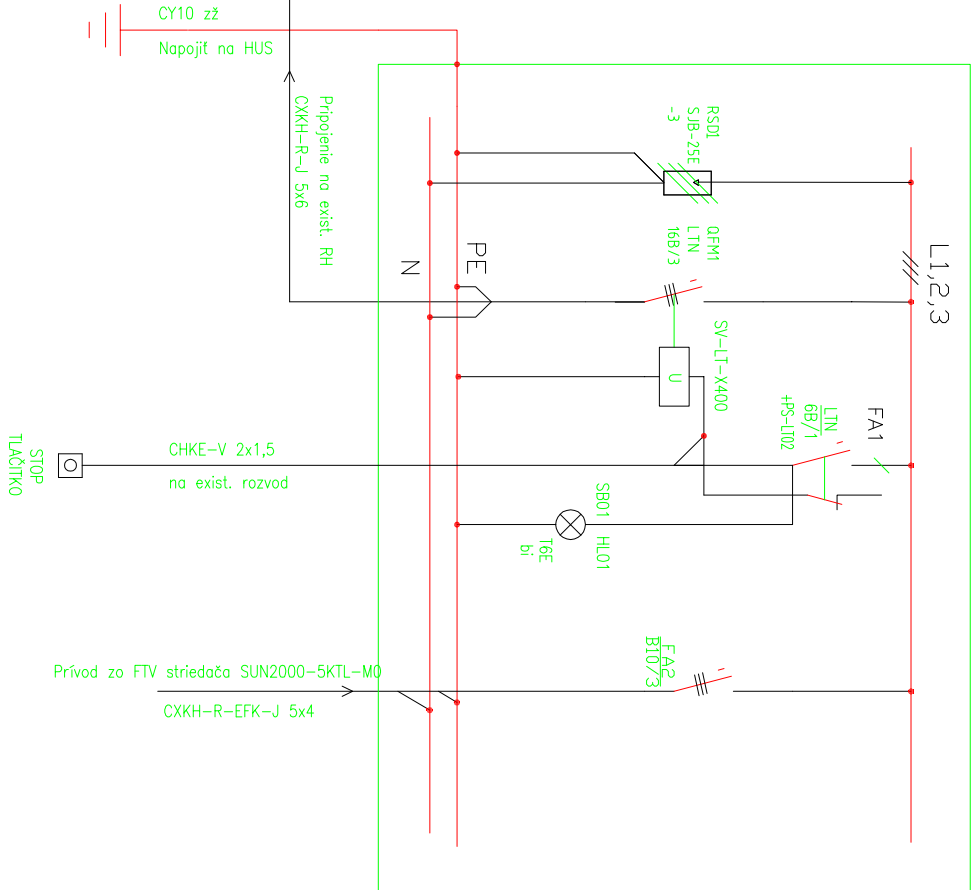 CY10 zž
Napojiť na HUS
Pripojenie na exist. RH
CXKH-R-J 5x6
RSD1
SJB-25E
-3
QFM1
LTN
16B/3
L1,2,3
PE
N
SV-LT-X400
U
FA1
LTN
6B/1
+PS-LT02
CHKE-V 2x1,5
na exist. rozvod
STOP
TLAČITKO
SB01 HL01
T6E
bi
FA2
B10/3
Prívod zo FTV striedača SUN2000-5KTL-M0
CXKH-R-EFK-J 5x4